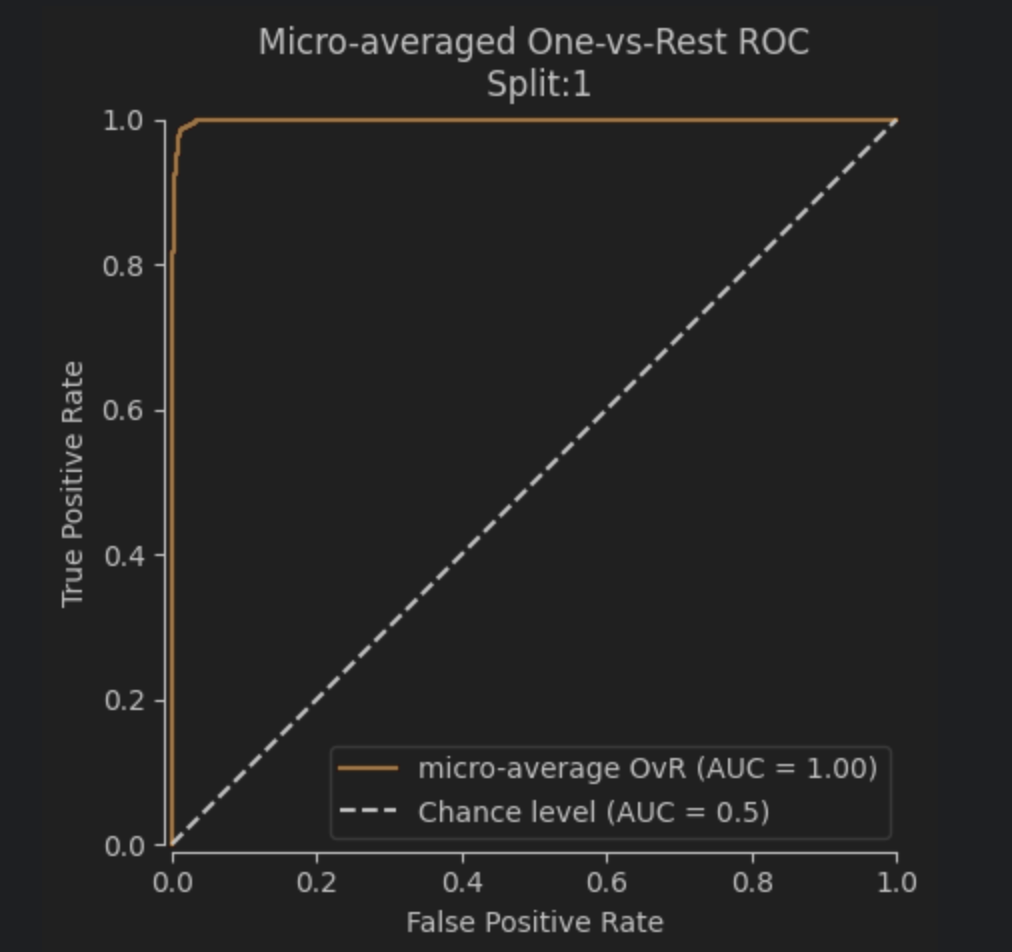 Micro-averaged One-vs-Rest ROC
Split:1
1.0
0.8
0.6
0.4
0.2
0.0
True Positive Rate
micro-average OvR (AUC = 1.00)
Chance level (AUC = 0.5)
0.0 0.2 0.4 0.6 0.8 1.0
False Positive Rate